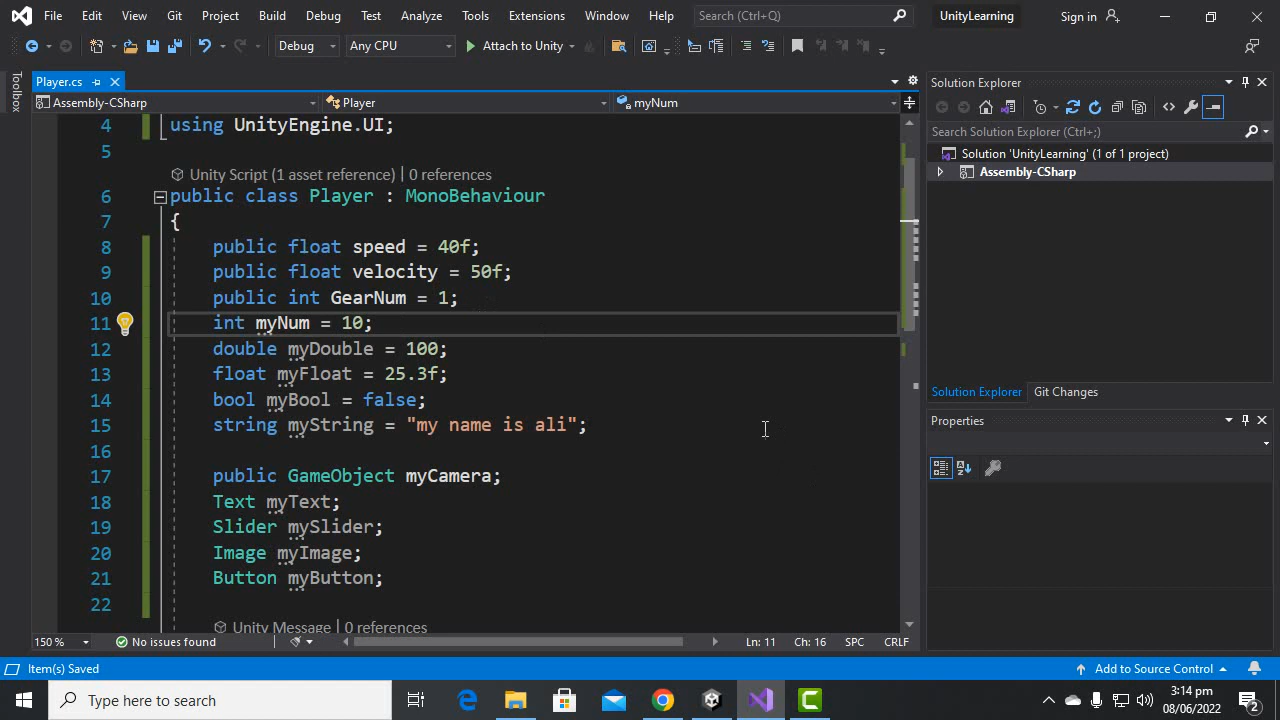 File Edit View Git Project Build Debug Test Analyze Tools Extensions Window Help Search (Ctrl+Q) UnityLearning Sign in
Debug Any CPU Attach to Unity
Toolbox
Player.cs
Assembly-CSharp Player myNum
4 using UnityEngine.UI;
5
Unity Script (1 asset reference) | 0 references
6 public class Player : MonoBehaviour
7 {
8 public float speed = 40f;
9 public float velocity = 50f;
10 public int GearNum = 1;
11 int myNum = 10;
12 double myDouble = 100;
13 float myFloat = 25.3f;
14 bool myBool = false;
15 string myString = "my name is ali";
16
17 public GameObject myCamera;
18 Text myText;
19 Slider mySlider;
20 Image myImage;
21 Button myButton;
22
Unity Message | 0 references
150 % No issues found Ln: 11 Ch: 16 SPC CRLF
Solution Explorer
Search Solution Explorer (Ctrl+;)
Solution 'UnityLearning' (1 of 1 project)
Assembly-CSharp
Solution Explorer Git Changes
Properties
Item(s) Saved Add to Source Control
Type here to search
3:14 pm
08/06/2022
2